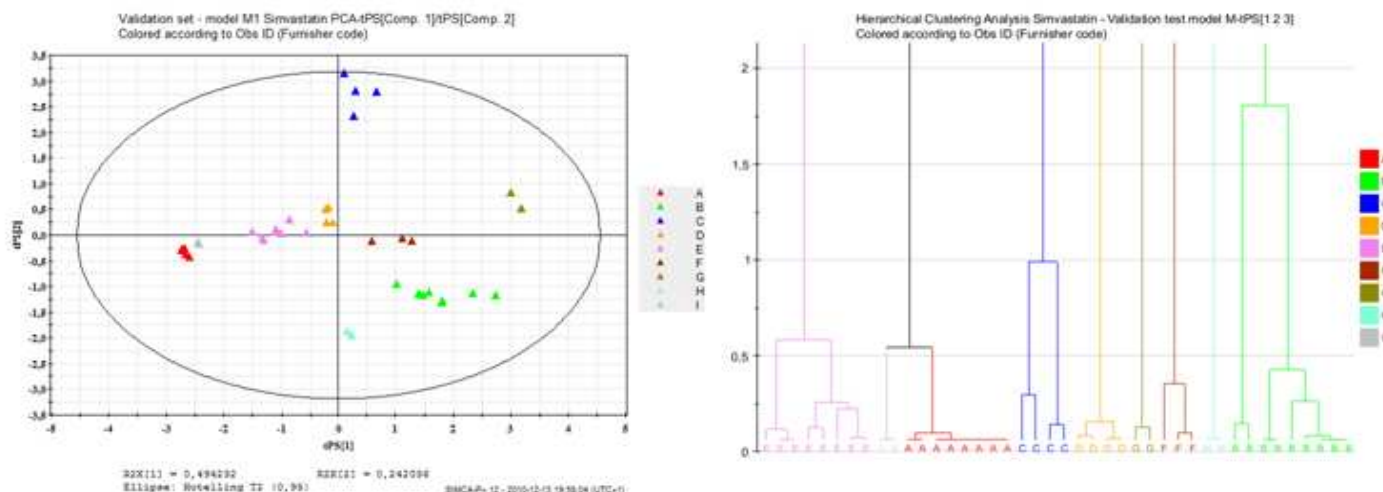 Validation set - model M1 Simvastatin PCA-tPS[Comp. 1]/tPS[Comp. 2]
Colored according to Obs ID (Furnisher code)
3,5
3,0
2,5
2,0
1,5
1,0
0,5
0,0
-0,5
-1,0
-1,5
-2,0
-2,5
-3,0
-3,5
tPS[2]
-5 -4 -3 -2 -1 0 1 2 3 4 5
tPS[1]
A
B
C
D
E
F
G
H
I
R2X[1] = 0,494292 R2X[2] = 0,242098
Ellipse: Hotelling T2 (0,95)
Hierarchical Clustering Analysis Simvastatin - Validation test model M-tPS[1 2 3]
Colored according to Obs ID (Furnisher code)
2
1,5
1
0,5
0
A A A A A A A A C C C C D D D D G G F F F